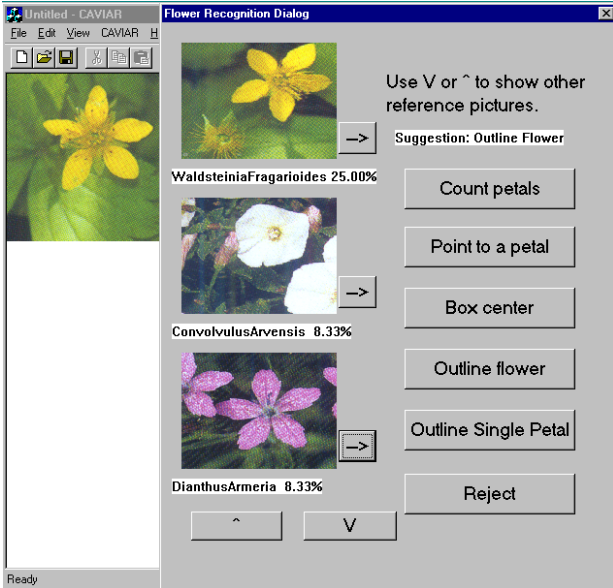 Untitled - CAVIAR
File Edit View CAVIAR H
Flower Recognition Dialog
-->
WaldsteiniaFragarioides 25.00%
-->
ConvolvulusArvensis 8.33%
-->
DianthusArmeria 8.33%
^ V
Use V or ^ to show other
reference pictures.
Suggestion: Outline Flower
Count petals
Point to a petal
Box center
Outline flower
Outline Single Petal
Reject
Ready